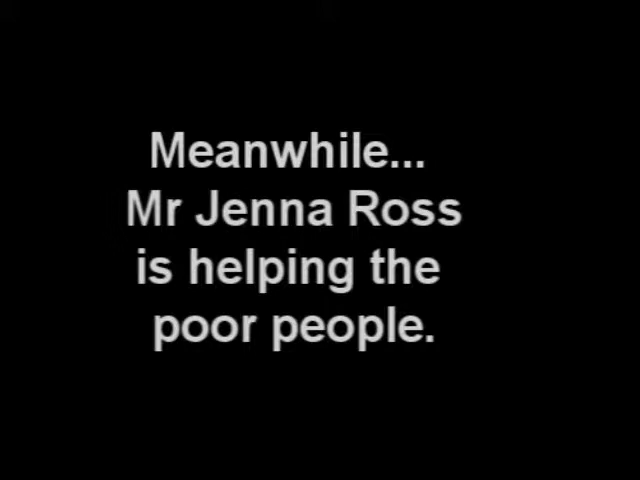 Meanwhile...
Mr Jenna Ross
is helping the
poor people.